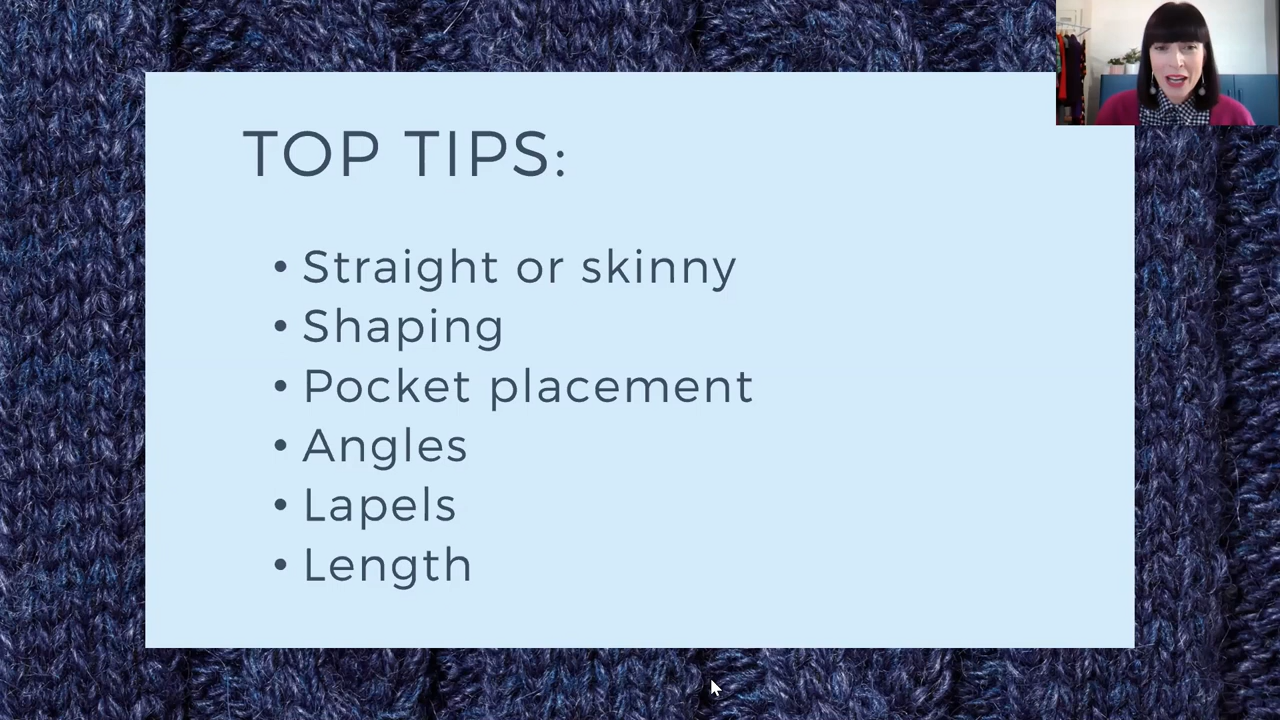 TOP TIPS:
• Straight or skinny
• Shaping
• Pocket placement
• Angles
• Lapels
• Length